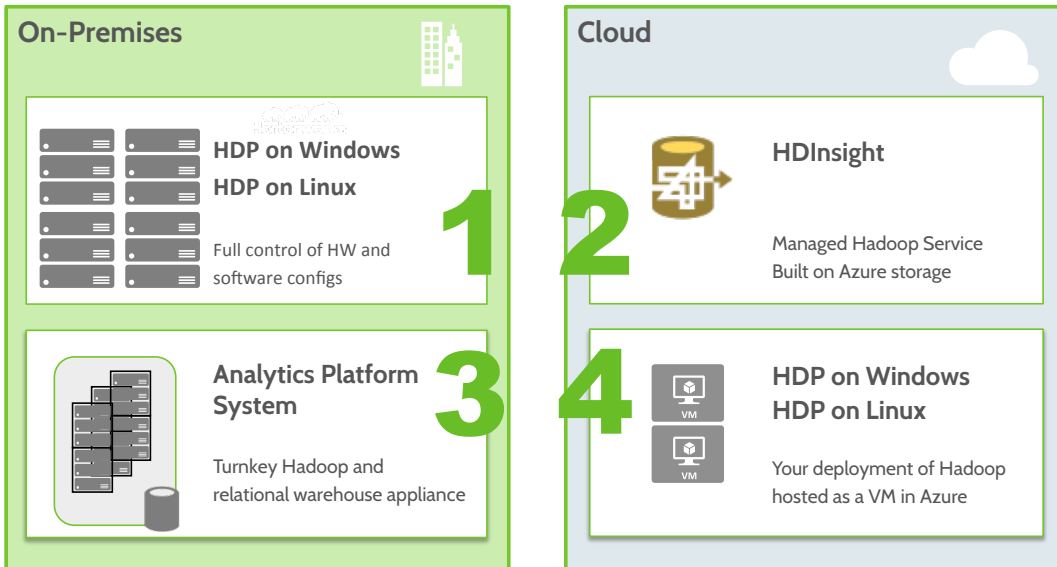 On-Premises
HDP on Windows
HDP on Linux
Full control of HW and
software configs
1
Analytics Platform
System
Turnkey Hadoop and
relational warehouse appliance
3
Cloud
2
HDInsight
Managed Hadoop Service
Built on Azure storage
4
VM
VM
HDP on Windows
HDP on Linux
Your deployment of Hadoop
hosted as a VM in Azure